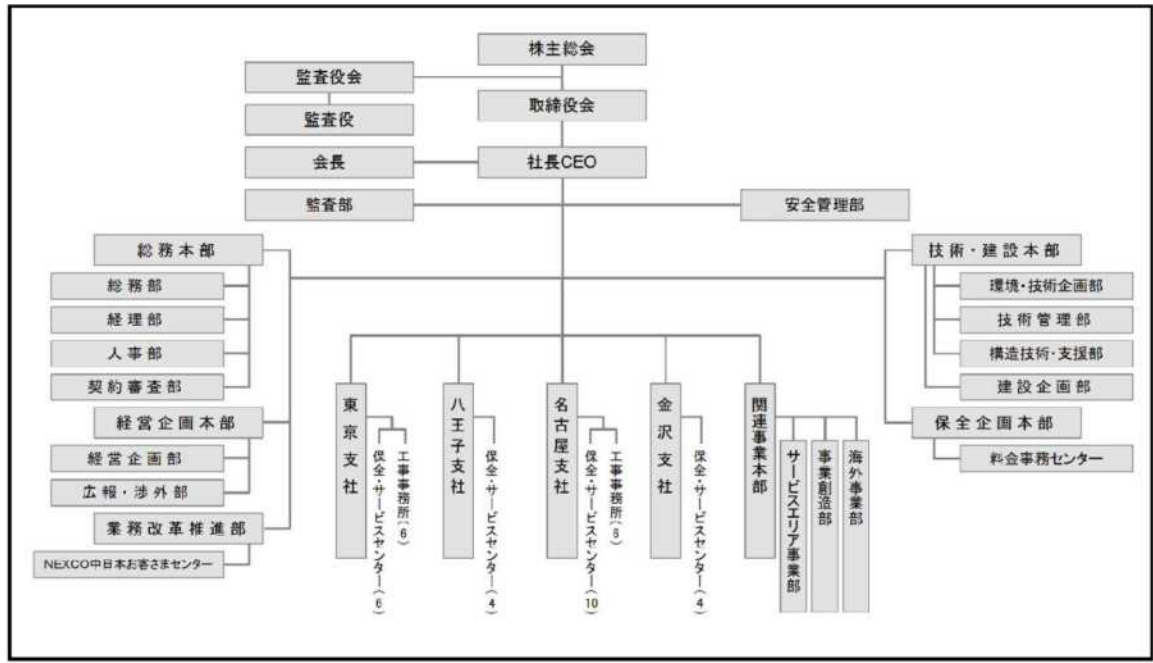 株主総会
監査役会
取締役会
監査役
会長
社長CEO
監査部
安全管理部
総務本部
総務部
経理部
人事部
契約審査部
経営企画本部
経営企画部
広報・渉外部
業務改革推進部
NEXCO中日本お客さまセンター
技術・建設本部
環境・技術企画部
技術管理部
構造技術・支援部
建設企画部
保全企画本部
料金事務センター
東京支社
保全・サービスセンター(6)
工事事務所(6)
八王子支社
保全・サービスセンター(4)
名古屋支社
保全・サービスセンター(10)
工事事務所(8)
金沢支社
保全・サービスセンター(4)
関連事業本部
サービスエリア事業部
事業創造部
海外事業部